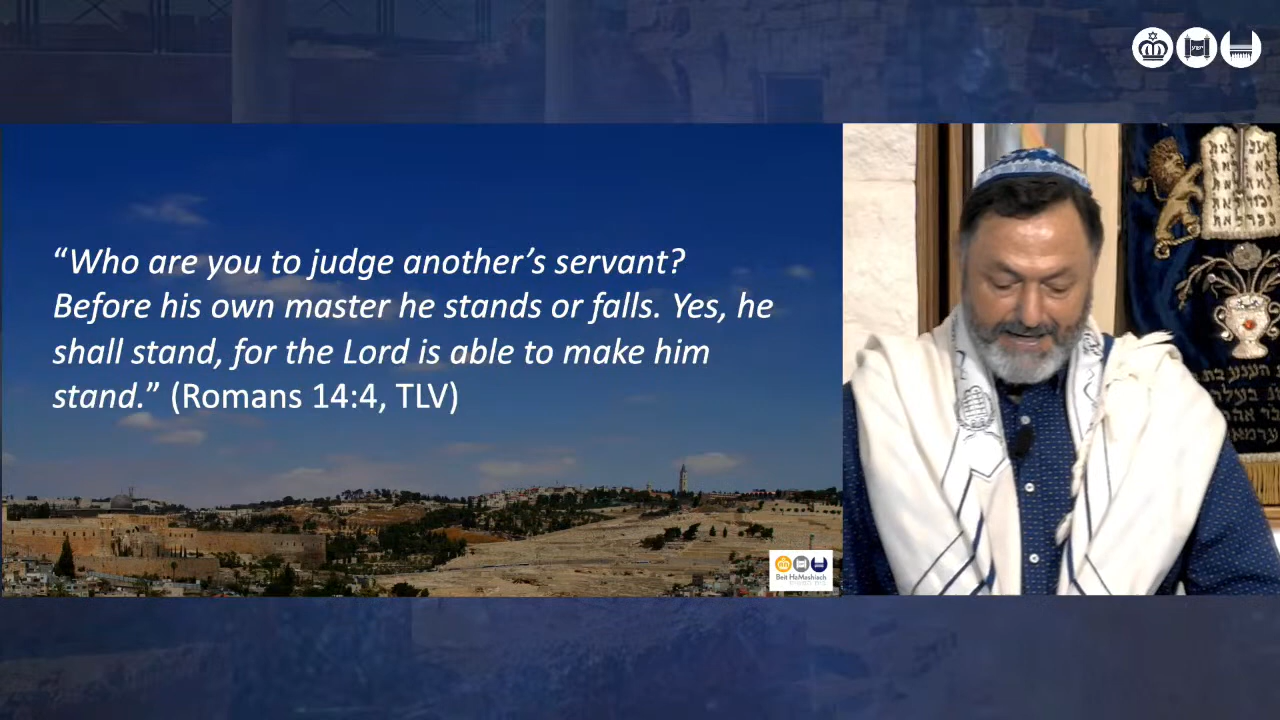 “Who are you to judge another’s servant?
Before his own master he stands or falls. Yes, he
shall stand, for the Lord is able to make him
stand.” (Romans 14:4, TLV)
Beit HaMashiach